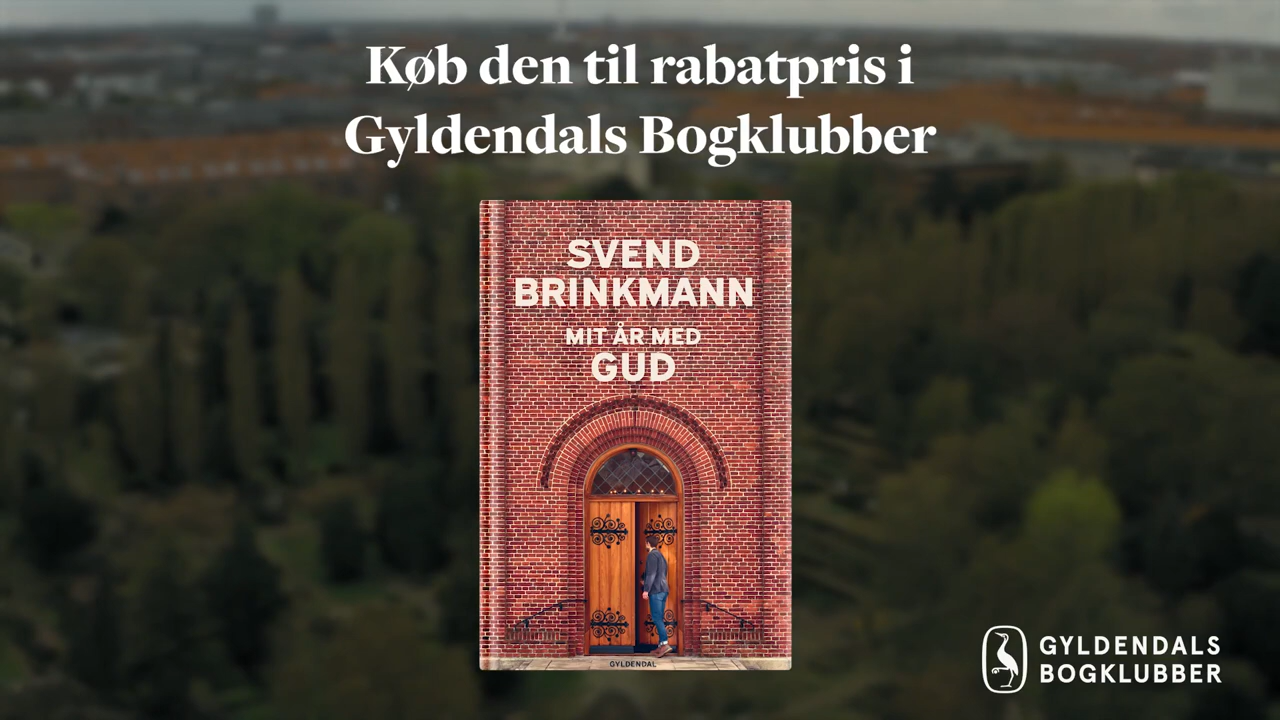 Køb den til rabatpris i
Gyldendals Bogklubber
SVEND
BRINKMANN
MIT ÅR MED
GUD
GYLDENDAL
GYLDENDALS
BOGKLUBBER